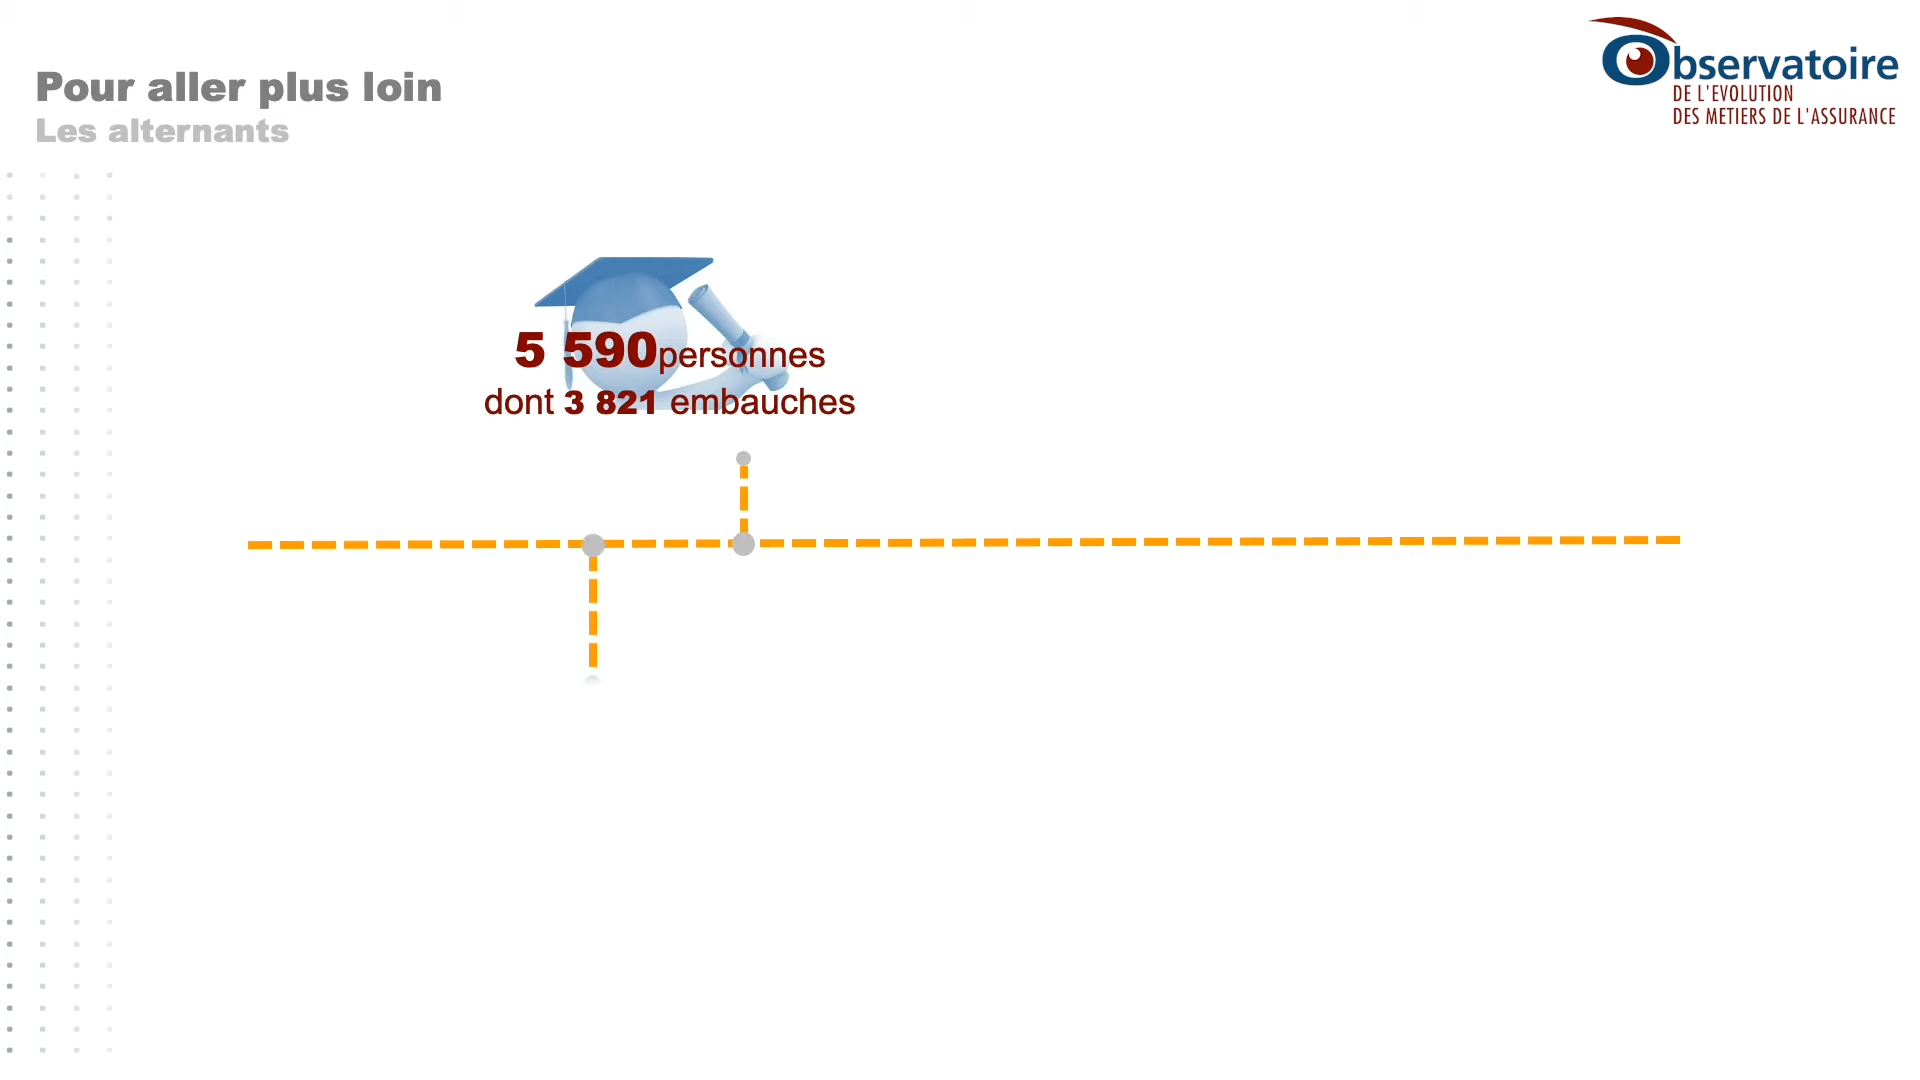 Pour aller plus loin
Les alternants
Observatoire
DE L'EVOLUTION
DES METIERS DE L'ASSURANCE
5 590personnes
dont 3 821 embauches